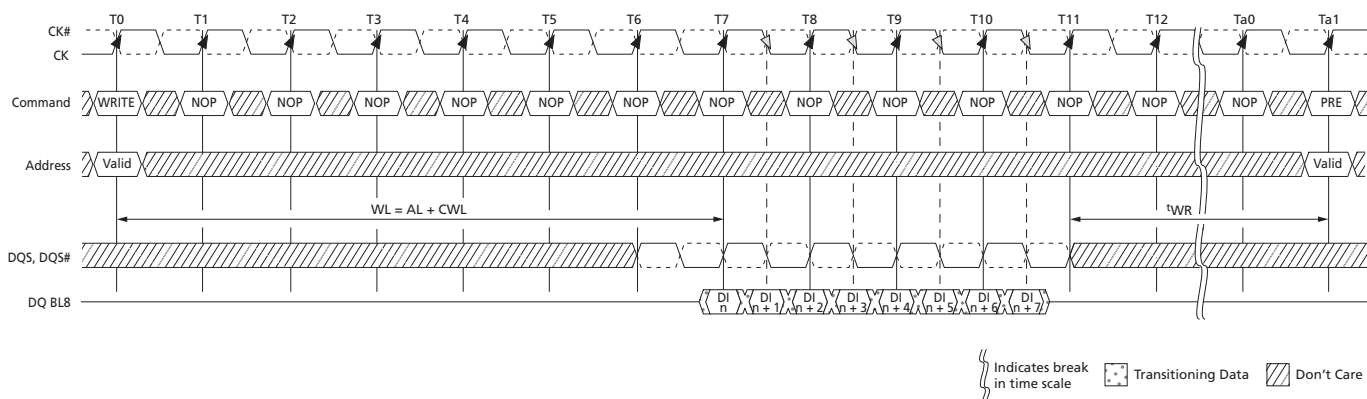 T0 T1 T2 T3 T4 T5 T6 T7 T8 T9 T10 T11 T12 Ta0 Ta1
CK#
CK
Command WRITE NOP NOP NOP NOP NOP NOP NOP NOP NOP NOP NOP NOP NOP PRE
Address Valid Valid
WL = AL + CWL tWR
DQS, DQS#
DQ BL8 DI n DI n + 1 DI n + 2 DI n + 3 DI n + 4 DI n + 5 DI n + 6 DI n + 7
Indicates break
in time scale
Transitioning Data
Don't Care